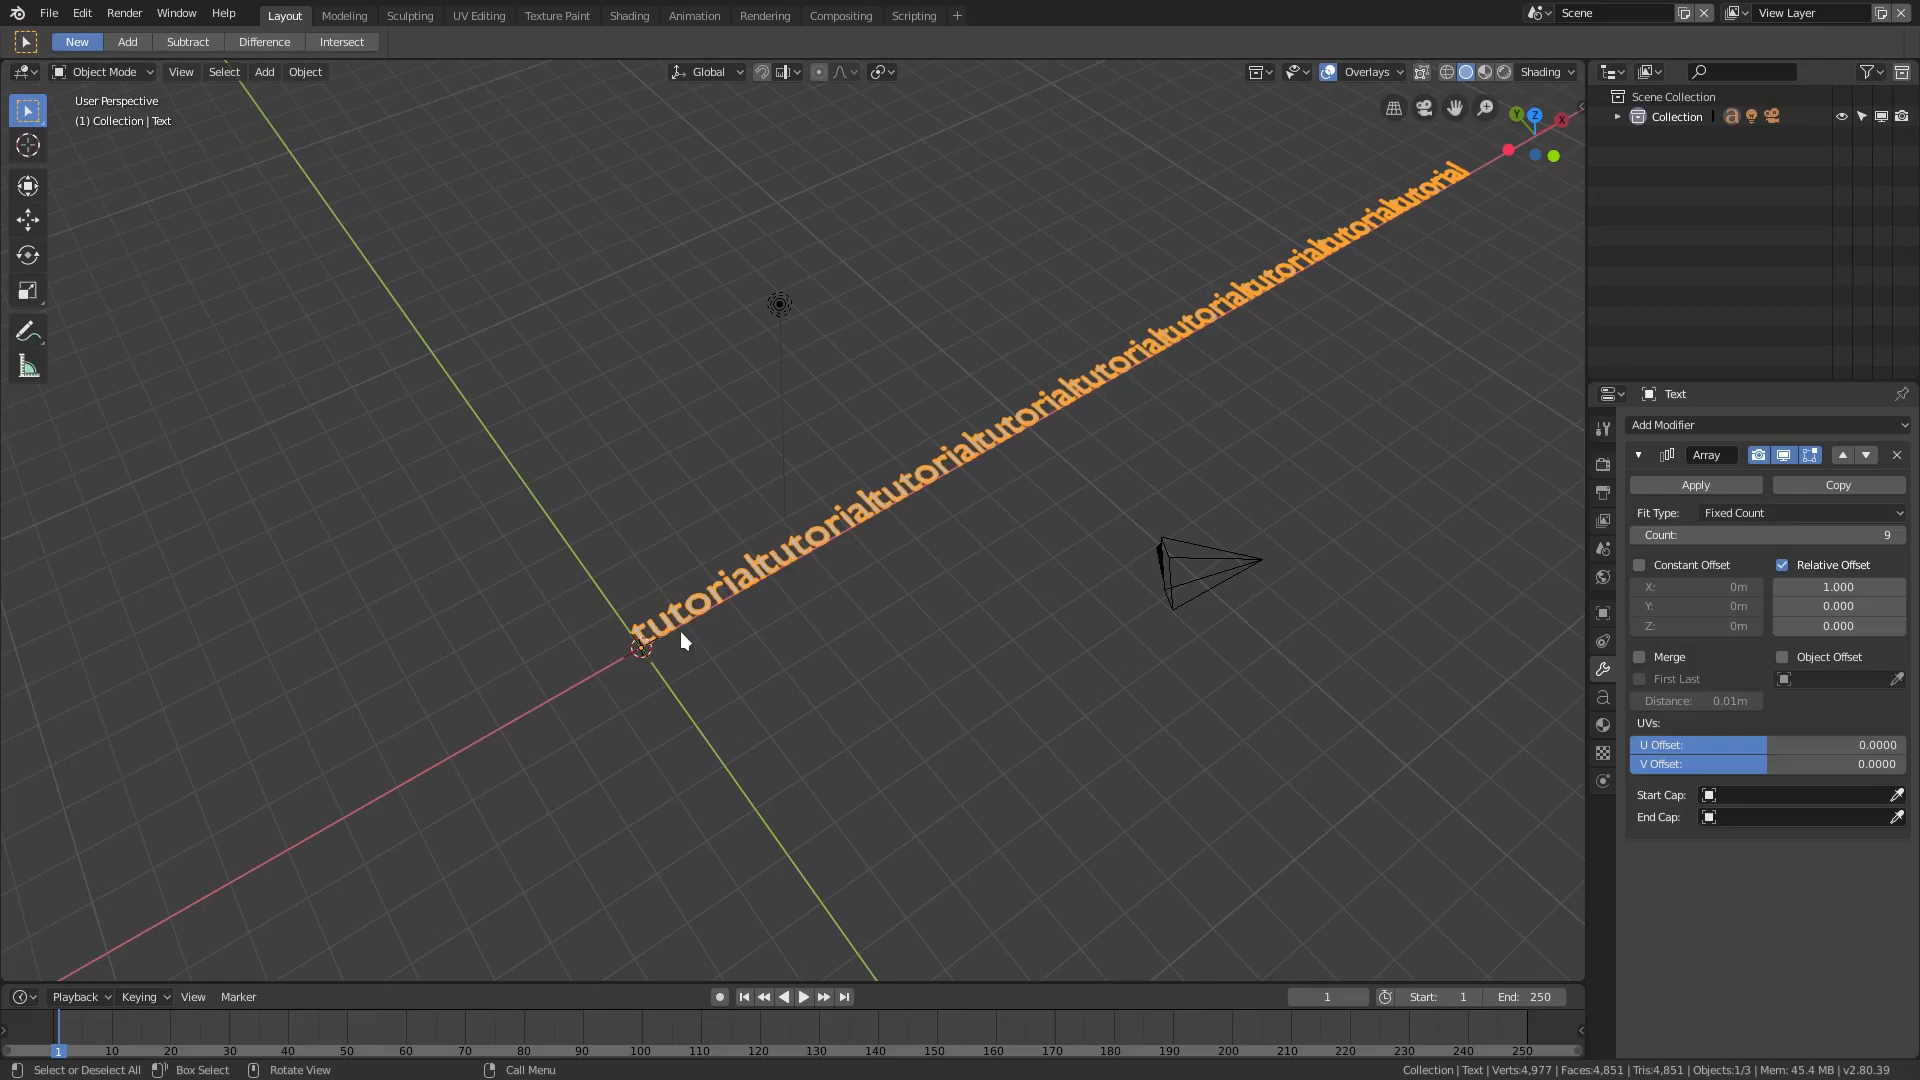 File Edit Render Window Help Layout Modeling Sculpting UV Editing Texture Paint Shading Animation Rendering Compositing Scripting + Scene View Layer
New Add Subtract Difference Intersect
Object Mode View Select Add Object Global Overlays Shading
User Perspective
(1) Collection | Text
Y Z X
Scene Collection
Collection
tutorialtutorialtutorialtutorialtutorialtutorialtutorialtutorialtutorial
Text
Add Modifier
Array
Apply Copy
Fit Type: Fixed Count
Count: 9
Constant Offset Relative Offset
X: 0m 1.000
Y: 0m 0.000
Z: 0m 0.000
Merge Object Offset
First Last
Distance: 0.01m
UVs:
U Offset: 0.0000
V Offset: 0.0000
Start Cap:
End Cap:
Playback Keying View Marker 1 Start: 1 End: 250
1 10 20 30 40 50 60 70 80 90 100 110 120 130 140 150 160 170 180 190 200 210 220 230 240 250
Select or Deselect All Box Select Rotate View Call Menu Collection | Text | Verts:4,977 | Faces:4,851 | Tris:4,851 | Objects:1/3 | Mem: 45.4 MB | v2.80.39